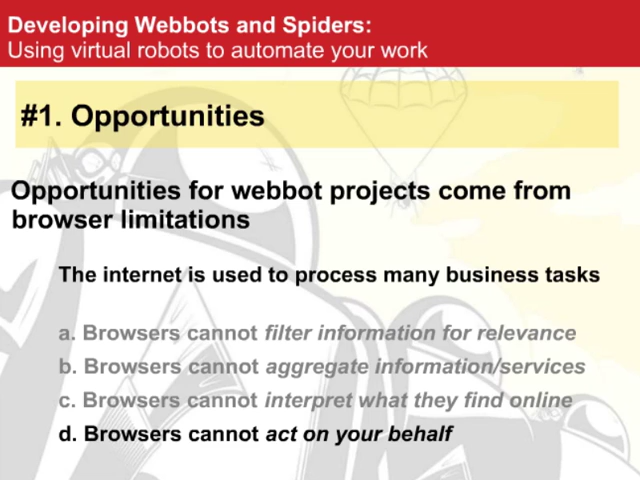 Developing Webbots and Spiders:
Using virtual robots to automate your work
#1. Opportunities
Opportunities for webbot projects come from
browser limitations
The internet is used to process many business tasks
a. Browsers cannot filter information for relevance
b. Browsers cannot aggregate information/services
c. Browsers cannot interpret what they find online
d. Browsers cannot act on your behalf